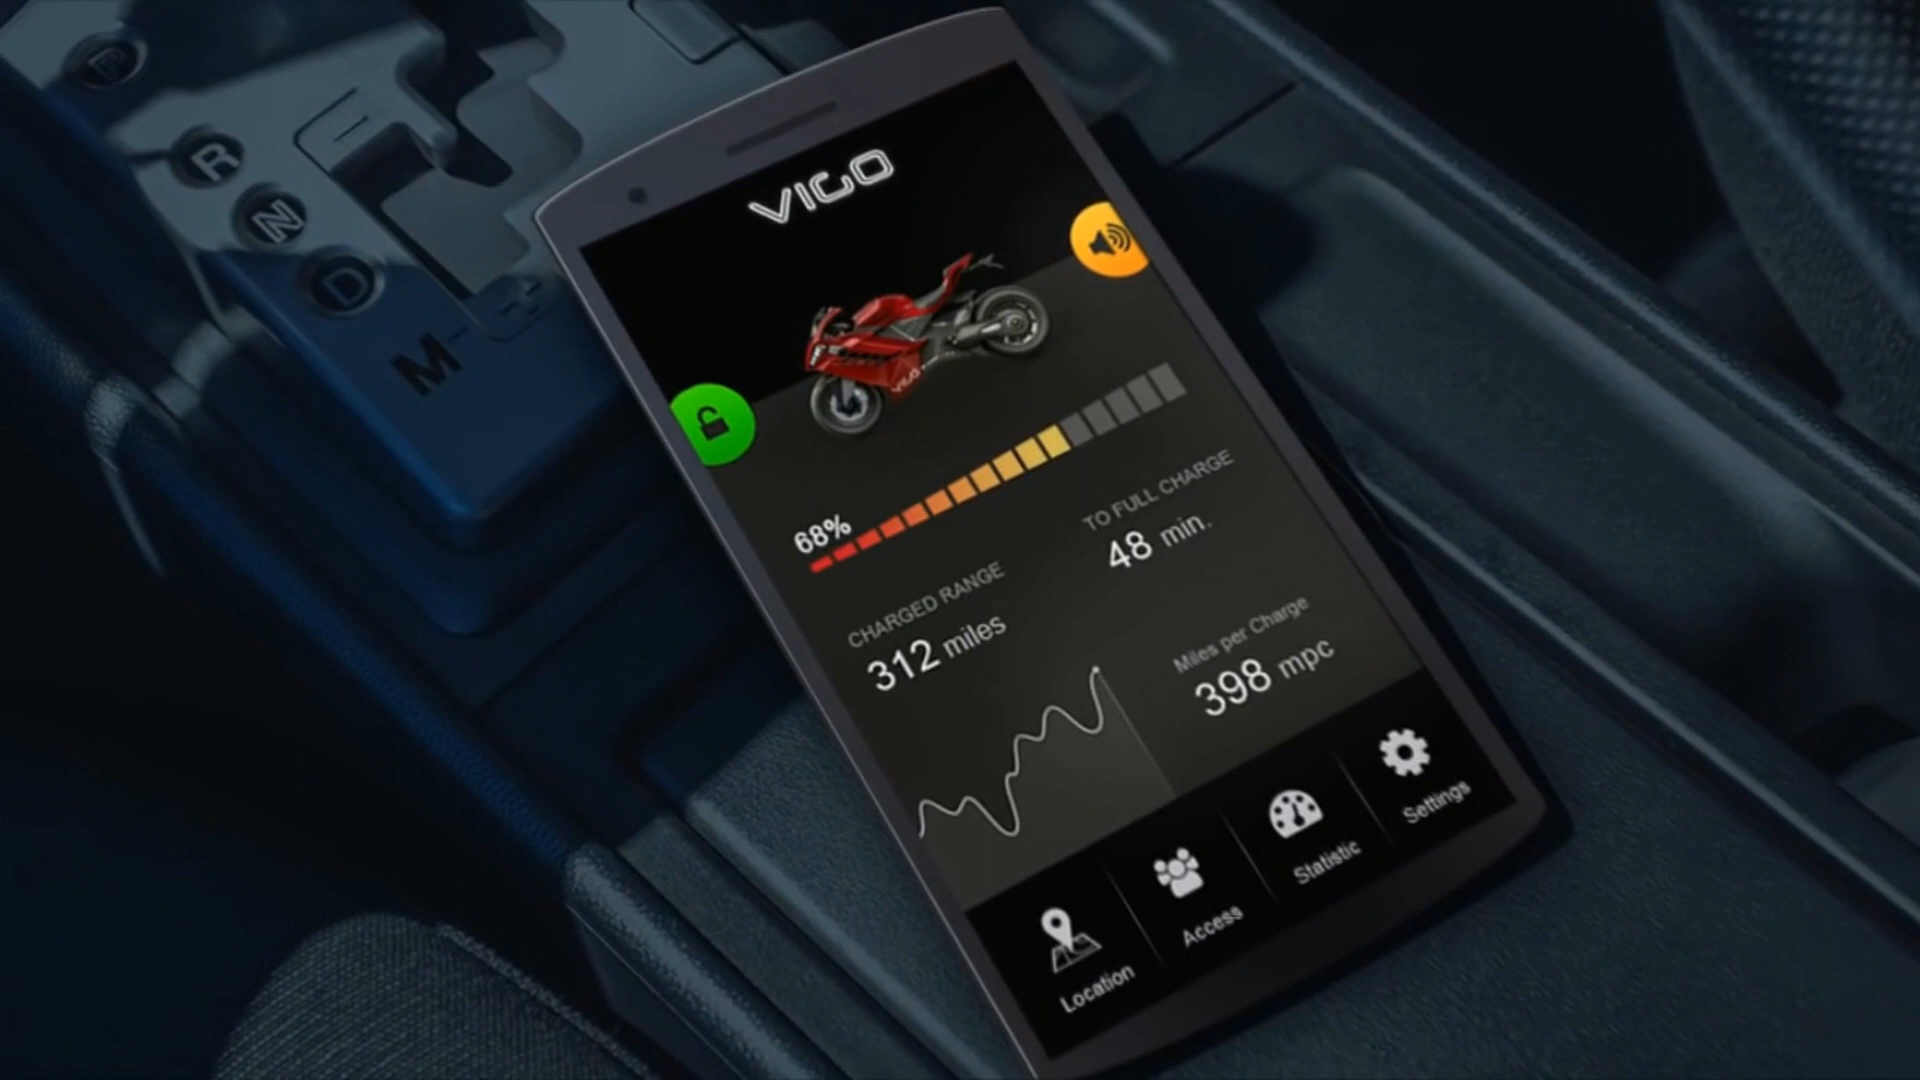 P
R
N
D
M
VIGO
VIGO
68%
TO FULL CHARGE
48 min.
CHARGED RANGE
312 miles
Miles per Charge
398 mpc
Location
Access
Statistic
Settings